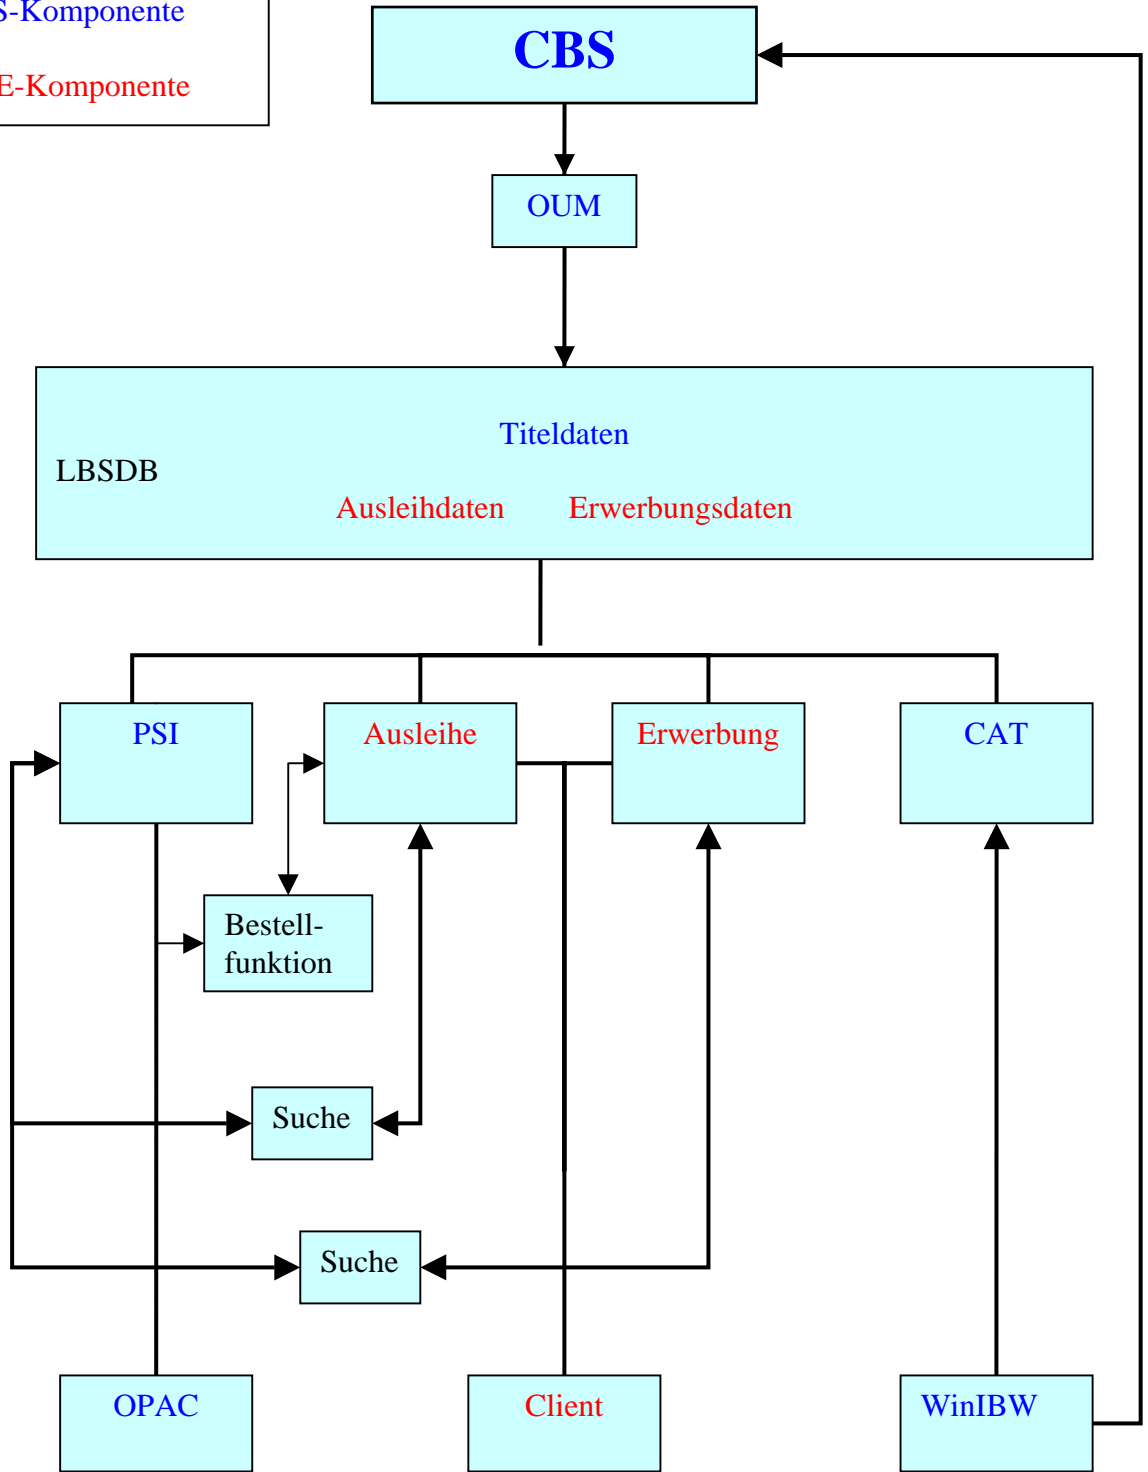 S-Komponente
E-Komponente
CBS
OUM
Titeldaten
LBSDB
Ausleihdaten Erwerbungsdaten
PSI
Ausleihe
Erwerbung
CAT
Bestell-
funktion
Suche
Suche
OPAC
Client
WinIBW